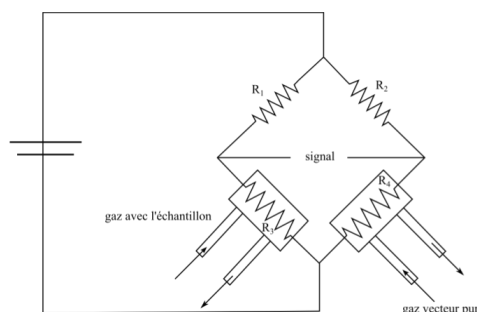 R₁
R₂
signal
R₄
gaz avec l'échantillon
R₃
gaz vecteur pur